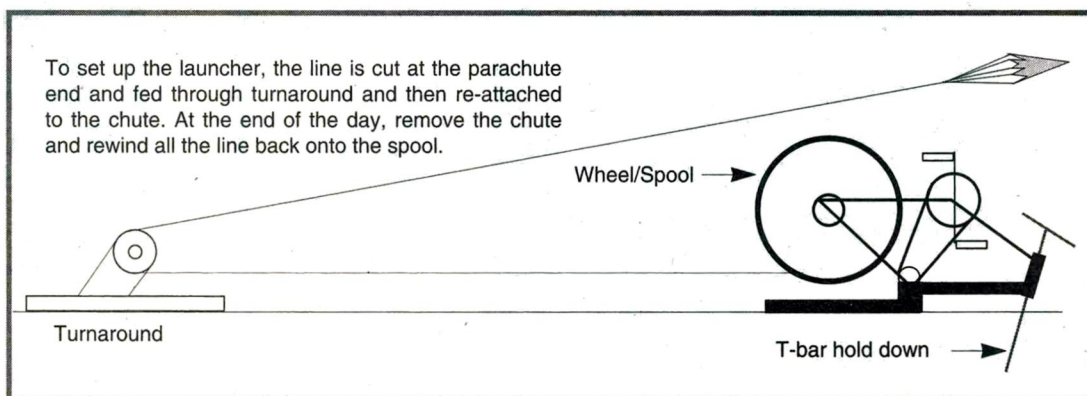 To set up the launcher, the line is cut at the parachute
end and fed through turnaround and then re-attached
to the chute. At the end of the day, remove the chute
and rewind all the line back onto the spool.
Wheel/Spool
Turnaround
T-bar hold down